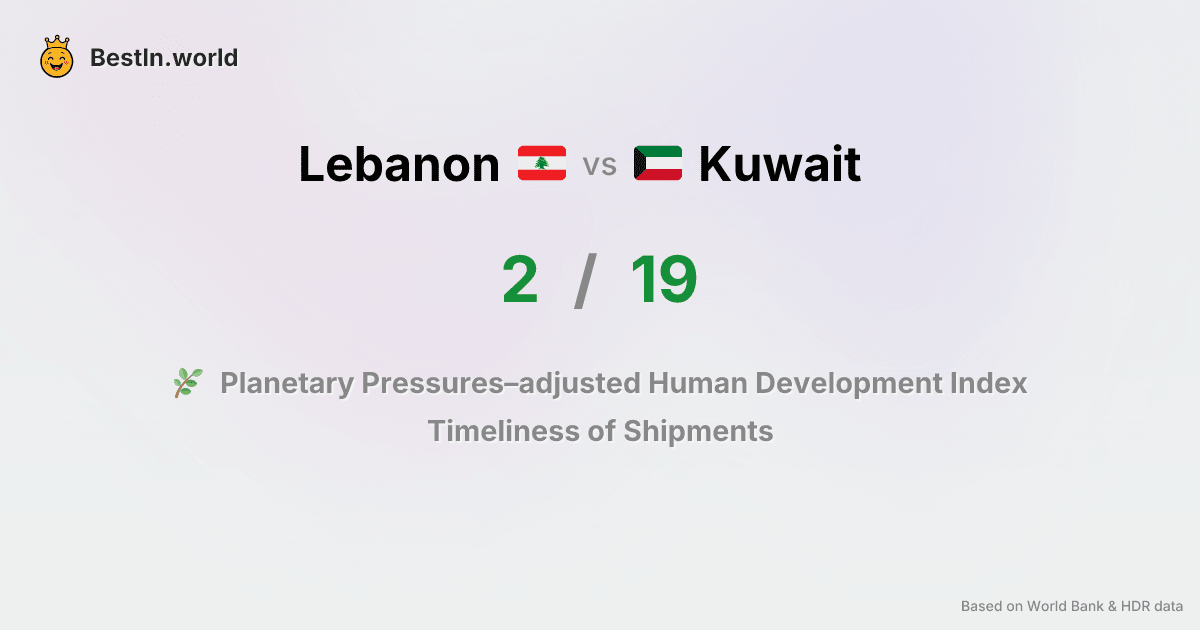 BestIn.world
Lebanon vs Kuwait
2 / 19
Planetary Pressures–adjusted Human Development Index
Timeliness of Shipments
Based on World Bank & HDR data